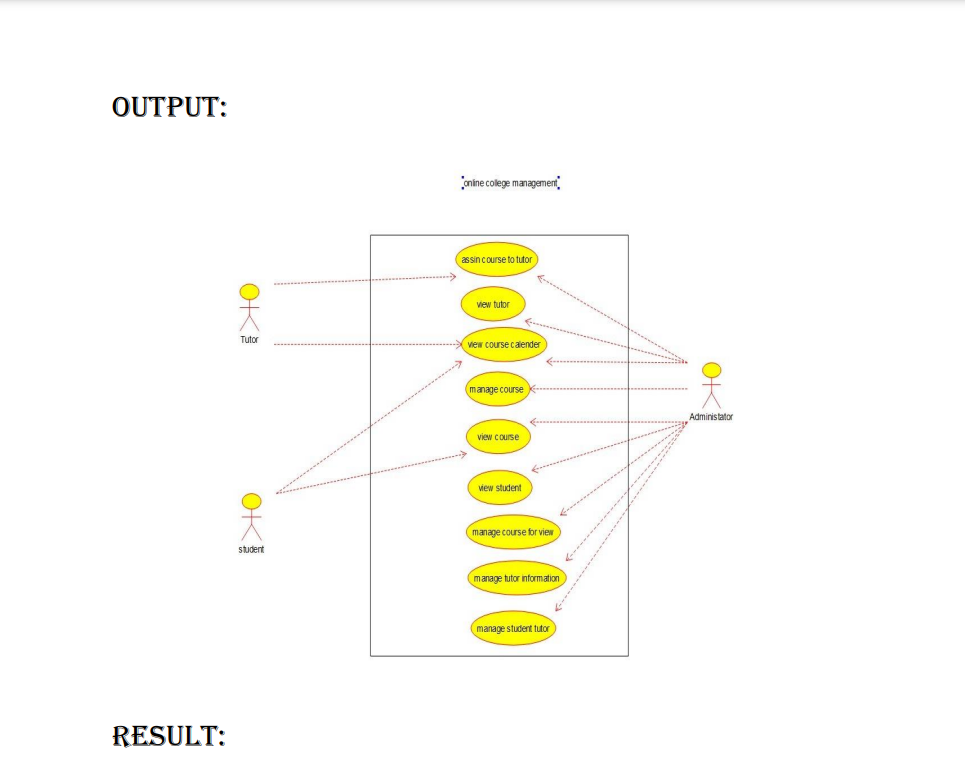 OUTPUT:
online college management
assin course to tutor
view tutor
Tutor
view course calender
manage course
Administator
view course
view student
manage course for view
student
manage tutor information
manage student tutor
RESULT: